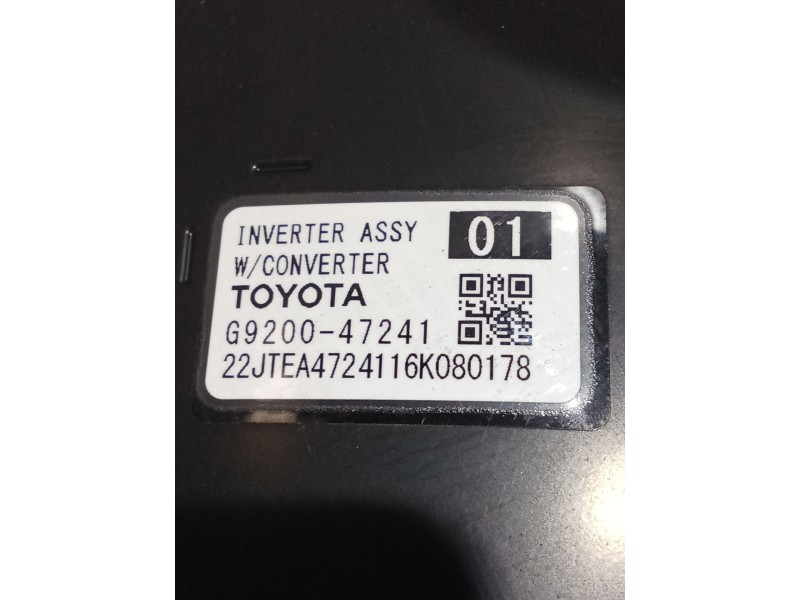 INVERTER ASSY 01
W/CONVERTER
TOYOTA
G9200-47241
22JTEA4724116K080178